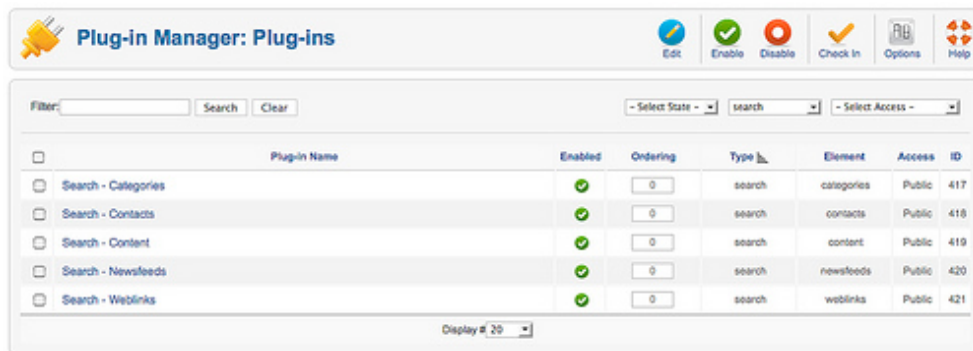 Plug-in Manager: Plug-ins
Edit Enable Disable Check In Options Help
Filter: Search Clear - Select State - search - Select Access -
Plug-in Name Enabled Ordering Type Element Access ID
Search - Categories 0 search categories Public 417
Search - Contacts 0 search contacts Public 418
Search - Content 0 search content Public 419
Search - Newsfeeds 0 search newsfeeds Public 420
Search - Weblinks 0 search weblinks Public 421
Display # 20